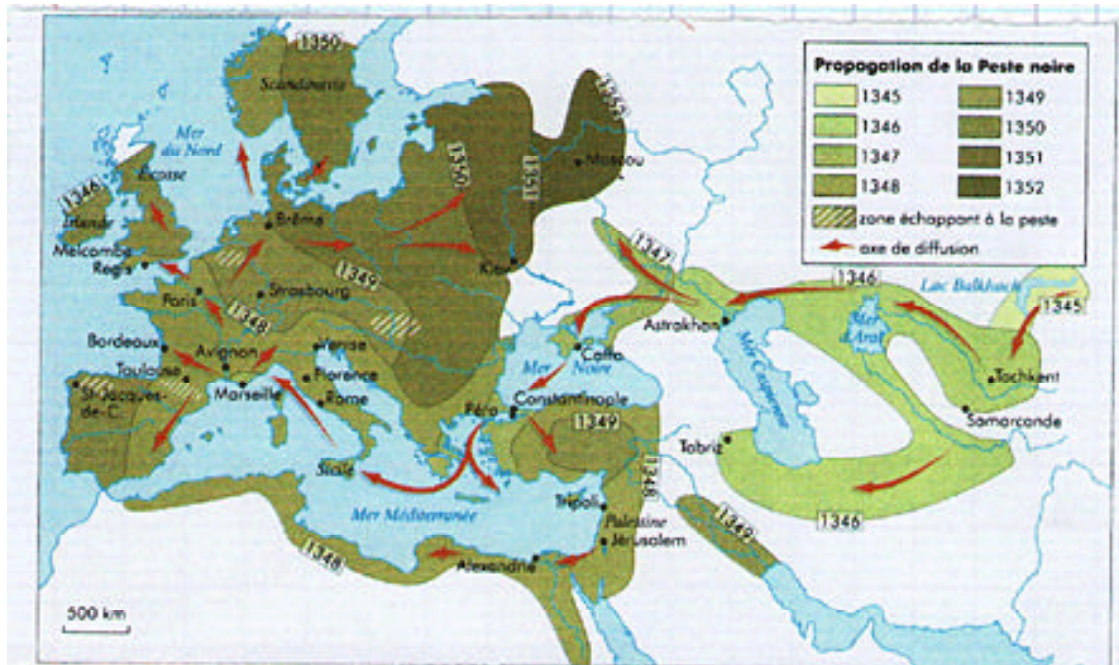 Propagation de la Peste noire
1345
1346
1347
1348
1349
1350
1351
1352
zone échappant à la peste
axe de diffusion
1350
Scandinavie
Mer
du Nord
Écosse
1346
Irlande
1352
Moscou
1350
1351
Brême
Melcombe
Regis
Kiev
1347
1349
Paris
Strasbourg
1346
Lac Balkhach
1345
1348
Astrakhan
Mer
d'Aral
Bordeaux
Avignon
Venise
Caffa
Mer Noire
Mer Caspienne
Toulouse
Florence
Tachkent
St-Jacques-
de-C.
Marseille
Rome
Péra
Constantinople
Samarcande
1349
Tabriz
Sicile
1348
Mer Méditerranée
Tripoli
Palestine
Jérusalem
1349
1346
1348
Alexandrie
500 km